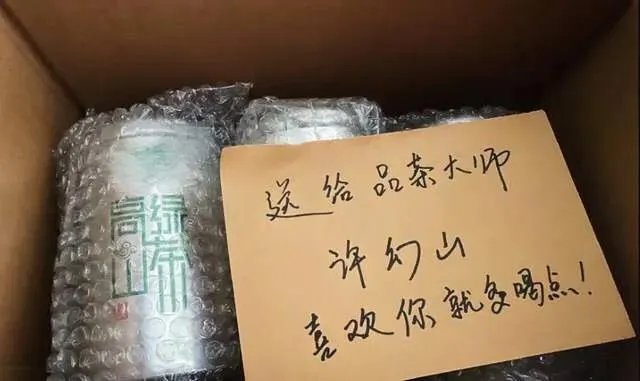 送给品茶大师
许幻山
喜欢你就多喝点！
高山
绿茶